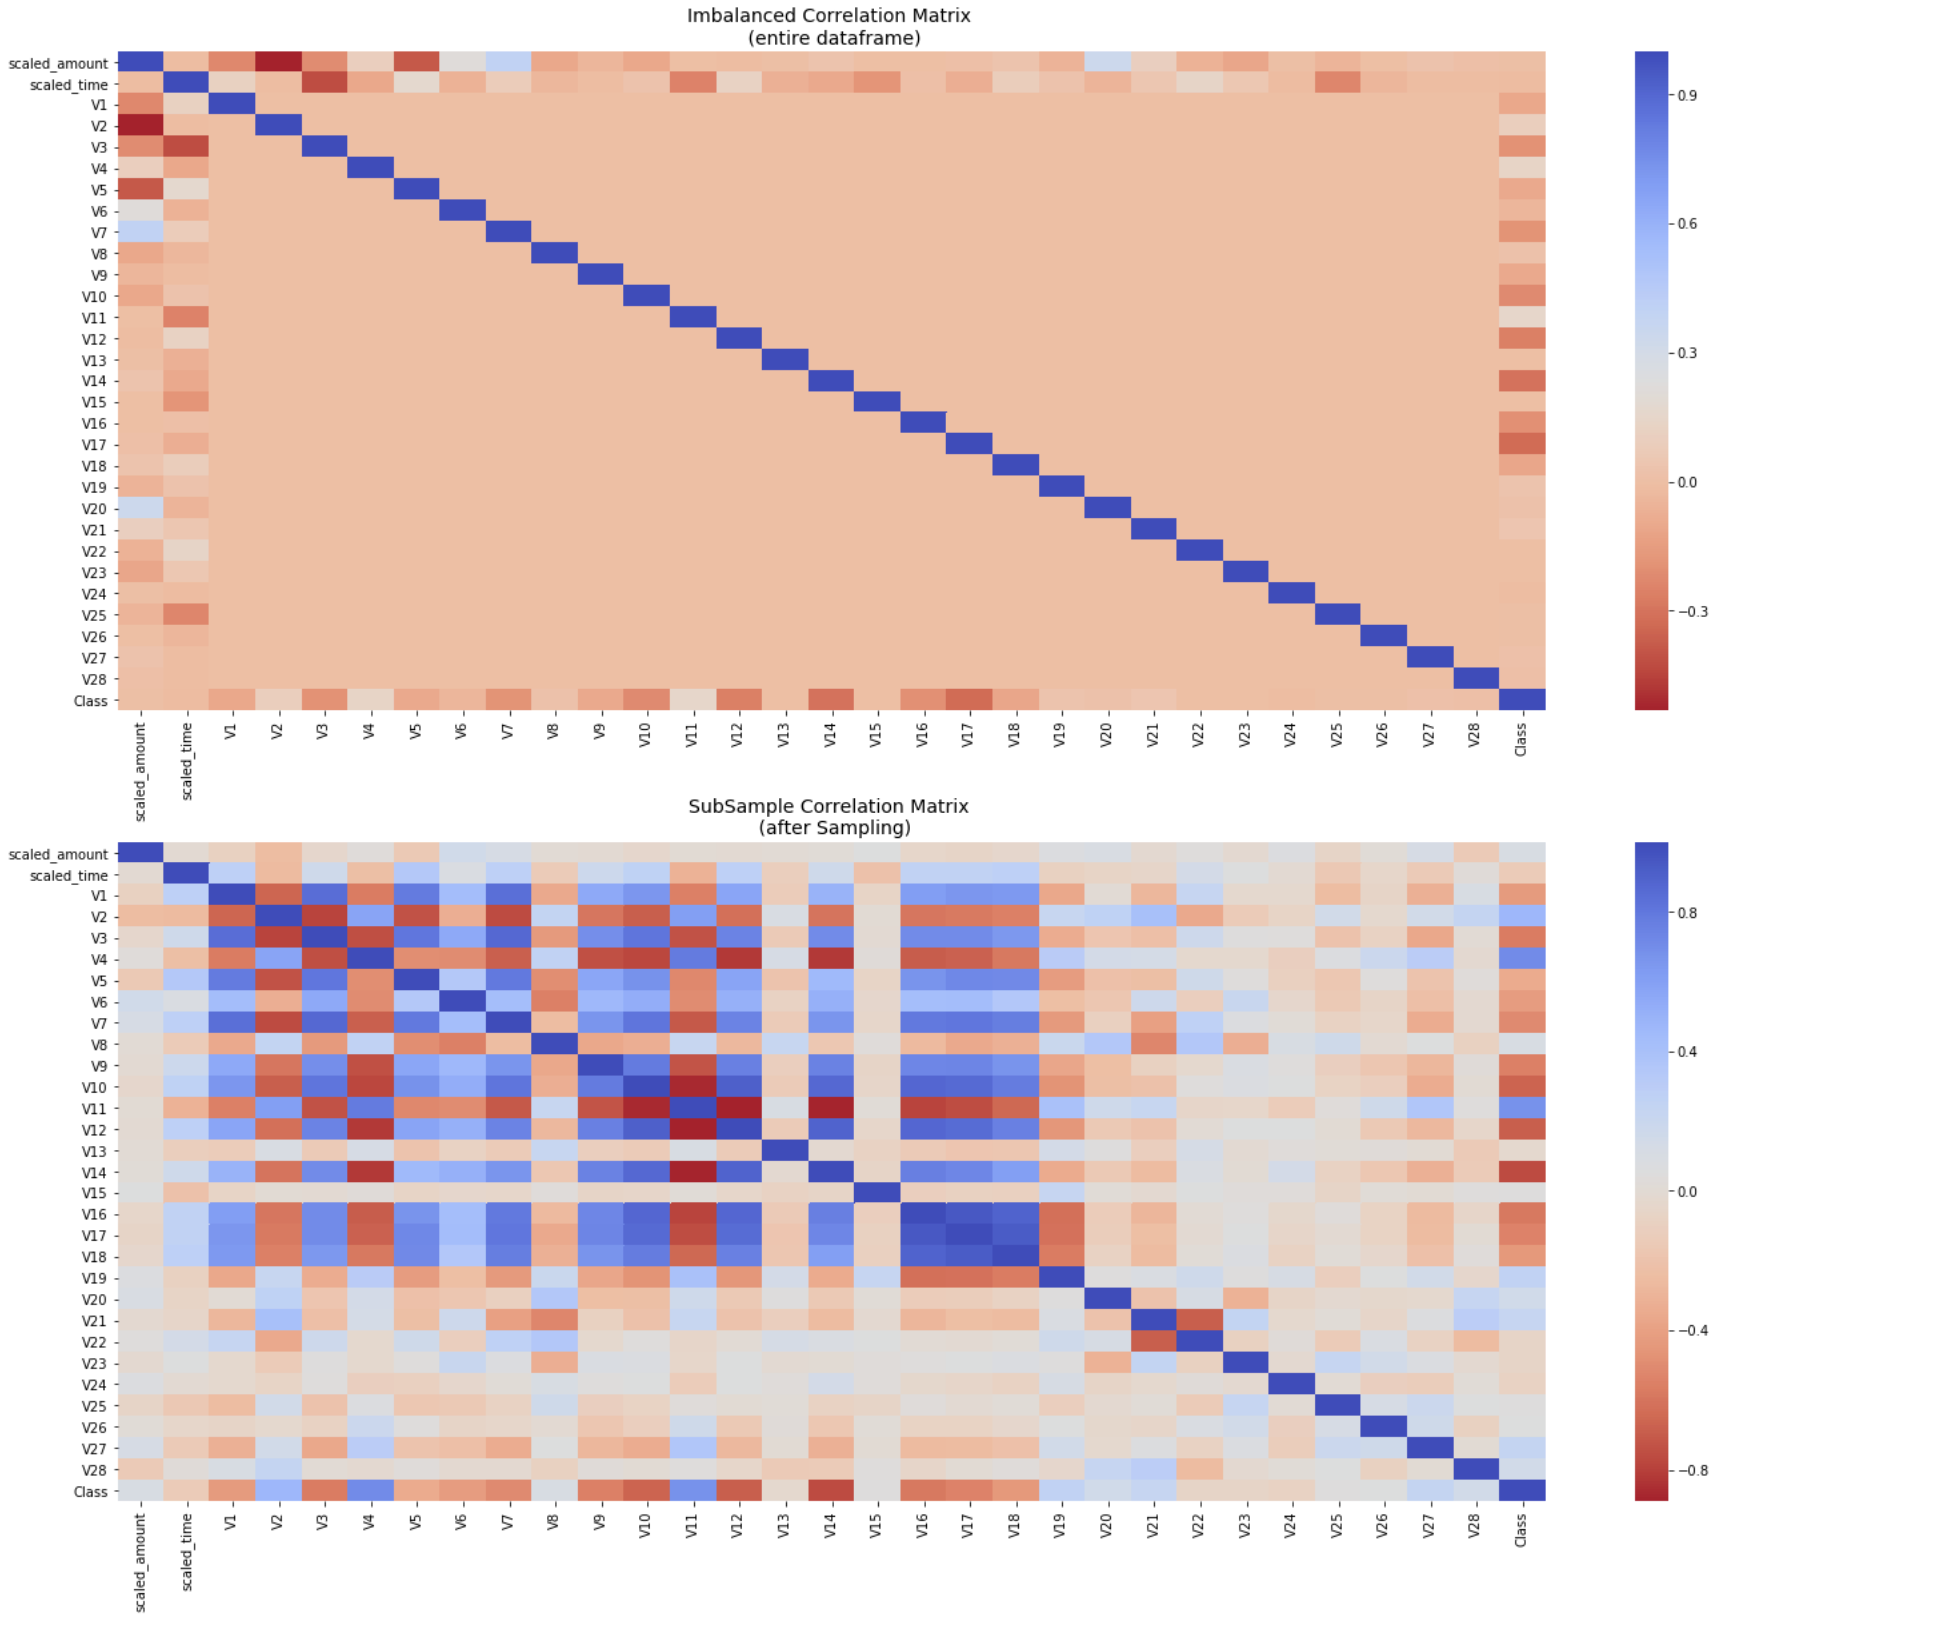 Imbalanced Correlation Matrix
(entire dataframe)
scaled_amount
scaled_time
V1
V2
V3
V4
V5
V6
V7
V8
V9
V10
V11
V12
V13
V14
V15
V16
V17
V18
V19
V20
V21
V22
V23
V24
V25
V26
V27
V28
Class
scaled_amount
scaled_time
V1
V2
V3
V4
V5
V6
V7
V8
V9
V10
V11
V12
V13
V14
V15
V16
V17
V18
V19
V20
V21
V22
V23
V24
V25
V26
V27
V28
Class
0.9
0.6
0.3
0.0
−0.3
SubSample Correlation Matrix
(after Sampling)
scaled_amount
scaled_time
V1
V2
V3
V4
V5
V6
V7
V8
V9
V10
V11
V12
V13
V14
V15
V16
V17
V18
V19
V20
V21
V22
V23
V24
V25
V26
V27
V28
Class
scaled_amount
scaled_time
V1
V2
V3
V4
V5
V6
V7
V8
V9
V10
V11
V12
V13
V14
V15
V16
V17
V18
V19
V20
V21
V22
V23
V24
V25
V26
V27
V28
Class
0.8
0.4
0.0
−0.4
−0.8